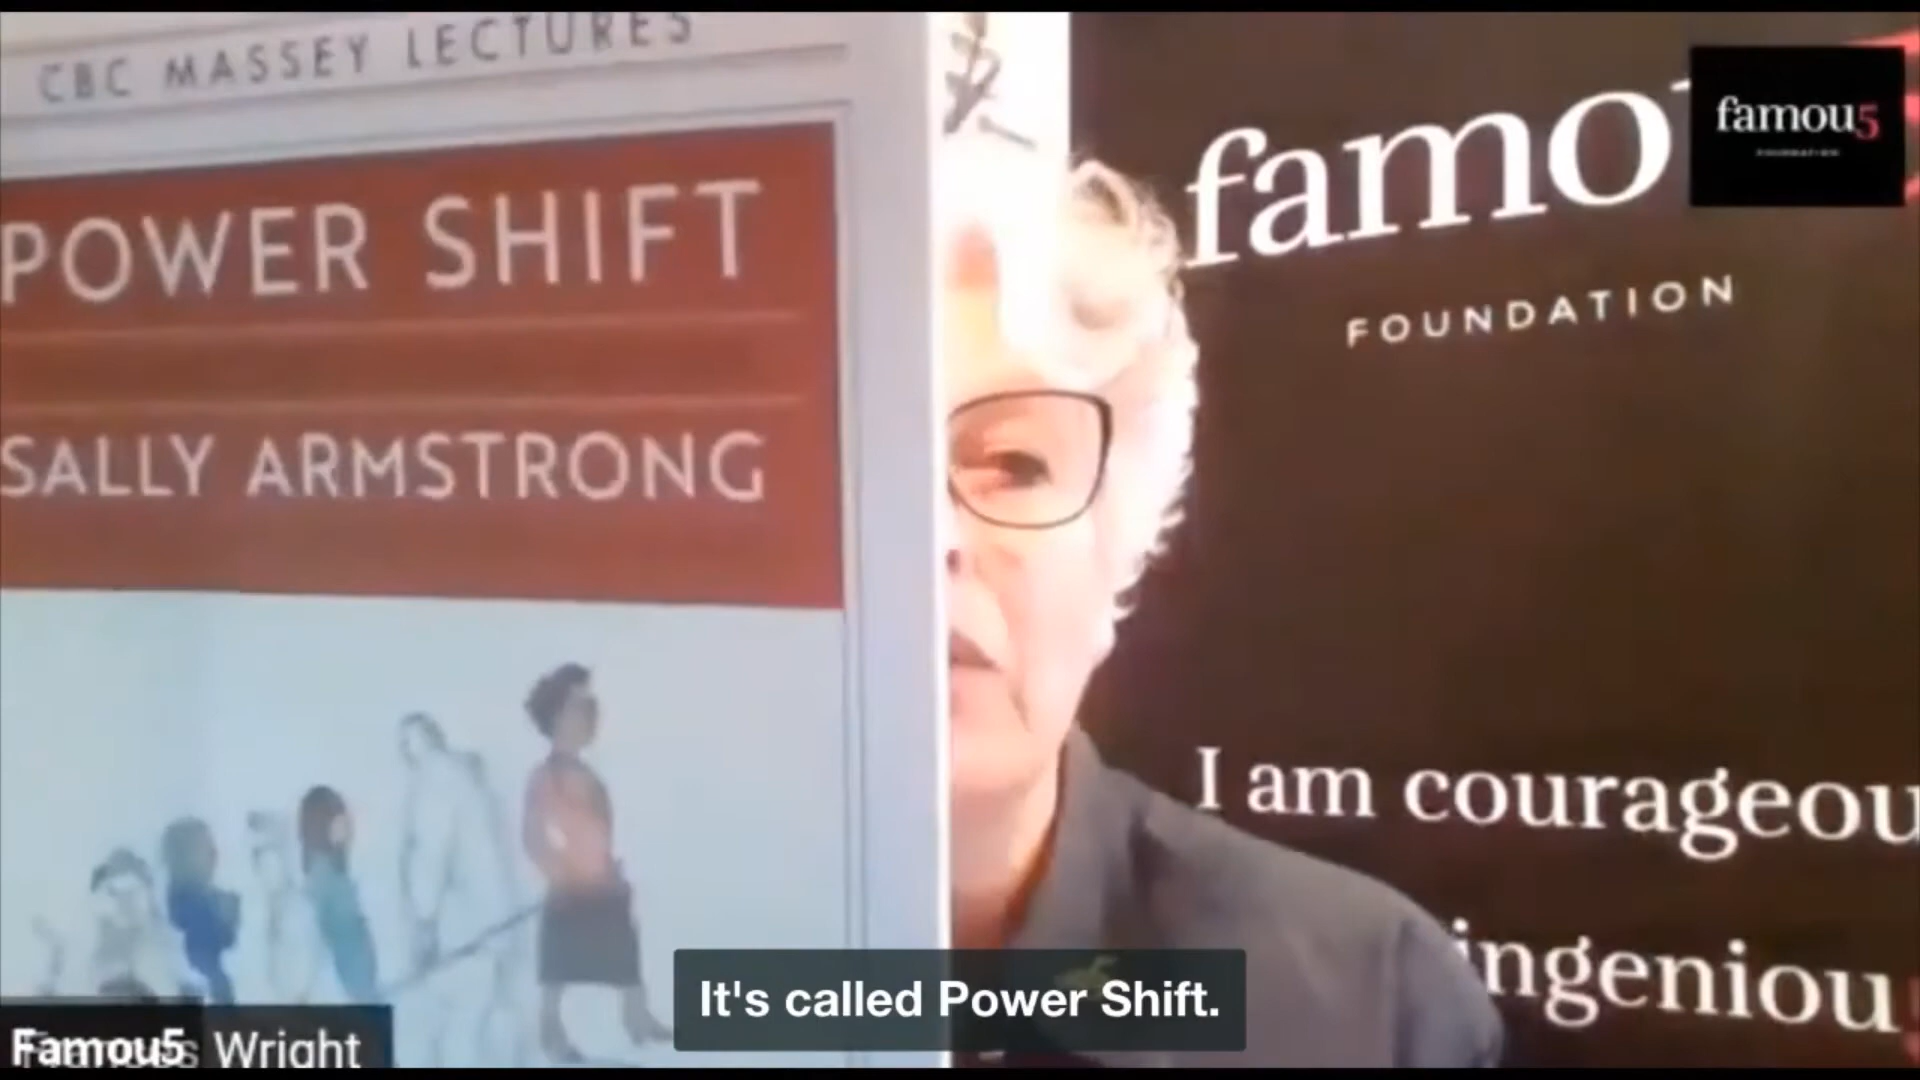 CBC MASSEY LECTURES
POWER SHIFT
SALLY ARMSTRONG
famo
FOUNDATION
famou5
FOUNDATION
I am courageou
ingeniou
It's called Power Shift.
Famou5
Wright